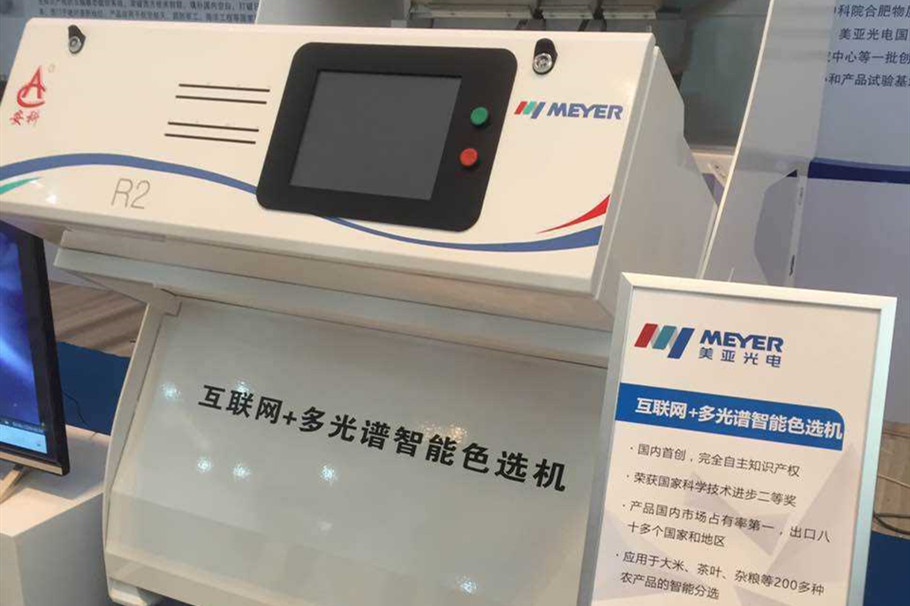 安科
R2
MEYER
互联网+多光谱智能色选机
MEYER
美亚光电
互联网+多光谱智能色选机
· 国内首创，完全自主知识产权
· 荣获国家科学技术进步二等奖
· 产品国内市场占有率第一，出口八
十多个国家和地区
· 应用于大米、茶叶、杂粮等200多种
农产品的智能分选
中科院合肥物质
美亚光电国
中心等一批创
和产品试验基